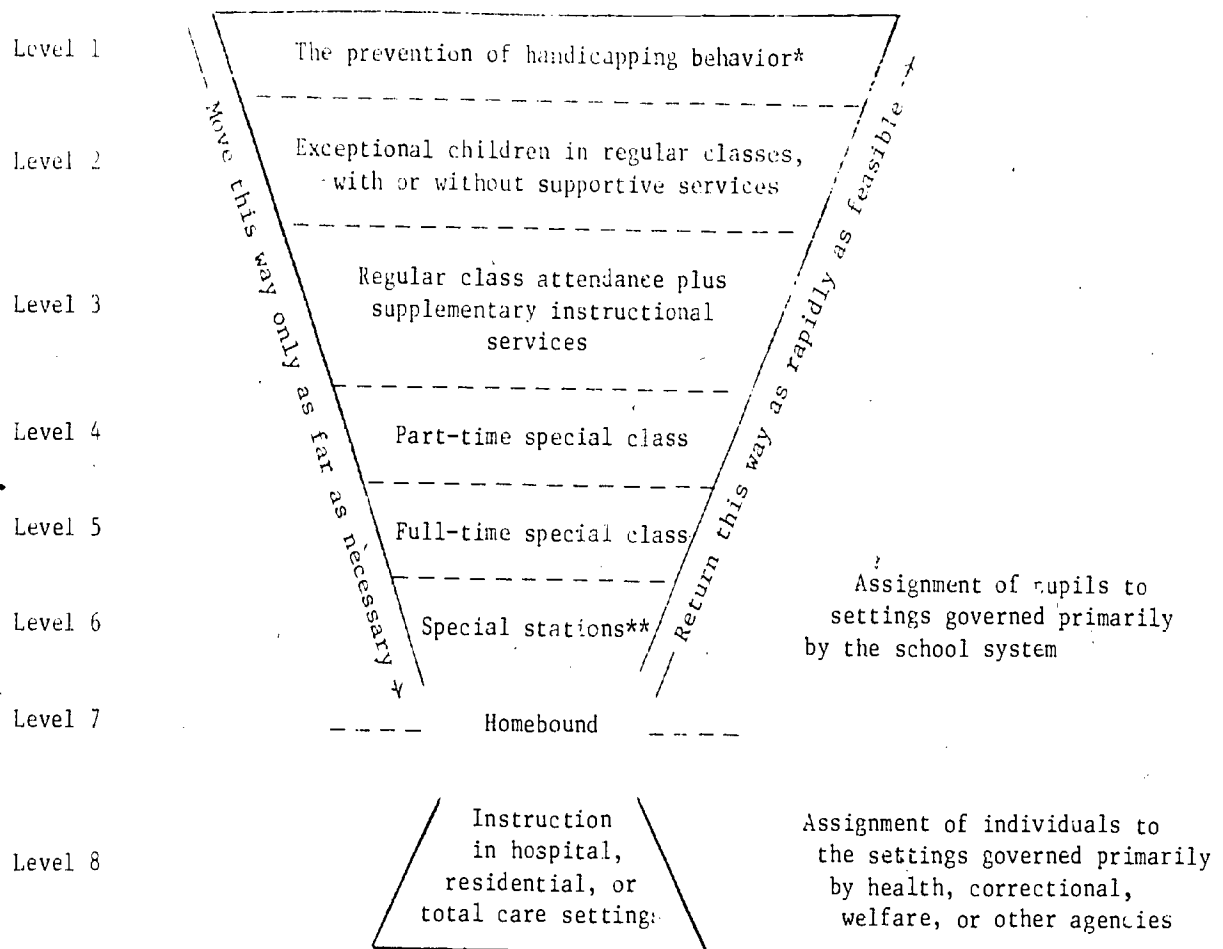 Level 1
The prevention of handicapping behavior*
Level 2
Exceptional children in regular classes,
with or without supportive services
Level 3
Regular class attendance plus
supplementary instructional
services
Level 4
Part-time special class
Level 5
Full-time special class
Level 6
Special stations**
Level 7
Homebound
Level 8
Instruction
in hospital,
residential, or
total care settings
Move this way only as far as necessary
Return this way as rapidly as feasible
Assignment of pupils to
settings governed primarily
by the school system
Assignment of individuals to
the settings governed primarily
by health, correctional,
welfare, or other agencies